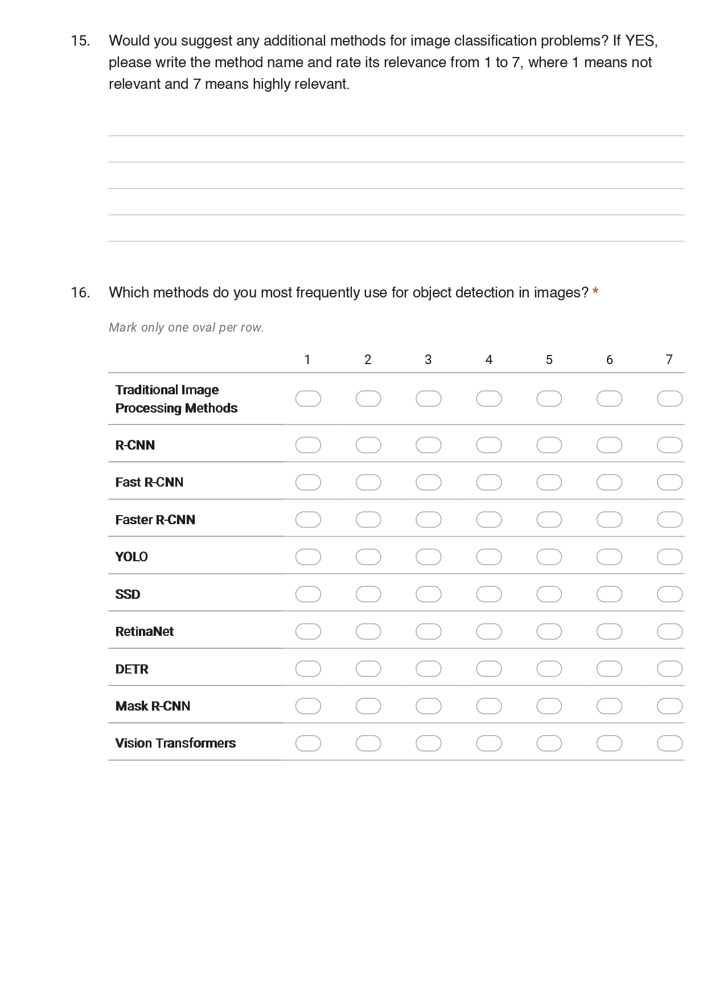 15. Would you suggest any additional methods for image classification problems? If YES,
please write the method name and rate its relevance from 1 to 7, where 1 means not
relevant and 7 means highly relevant.
16. Which methods do you most frequently use for object detection in images? *
Mark only one oval per row.
1 2 3 4 5 6 7
Traditional Image
Processing Methods
R-CNN
Fast R-CNN
Faster R-CNN
YOLO
SSD
RetinaNet
DETR
Mask R-CNN
Vision Transformers